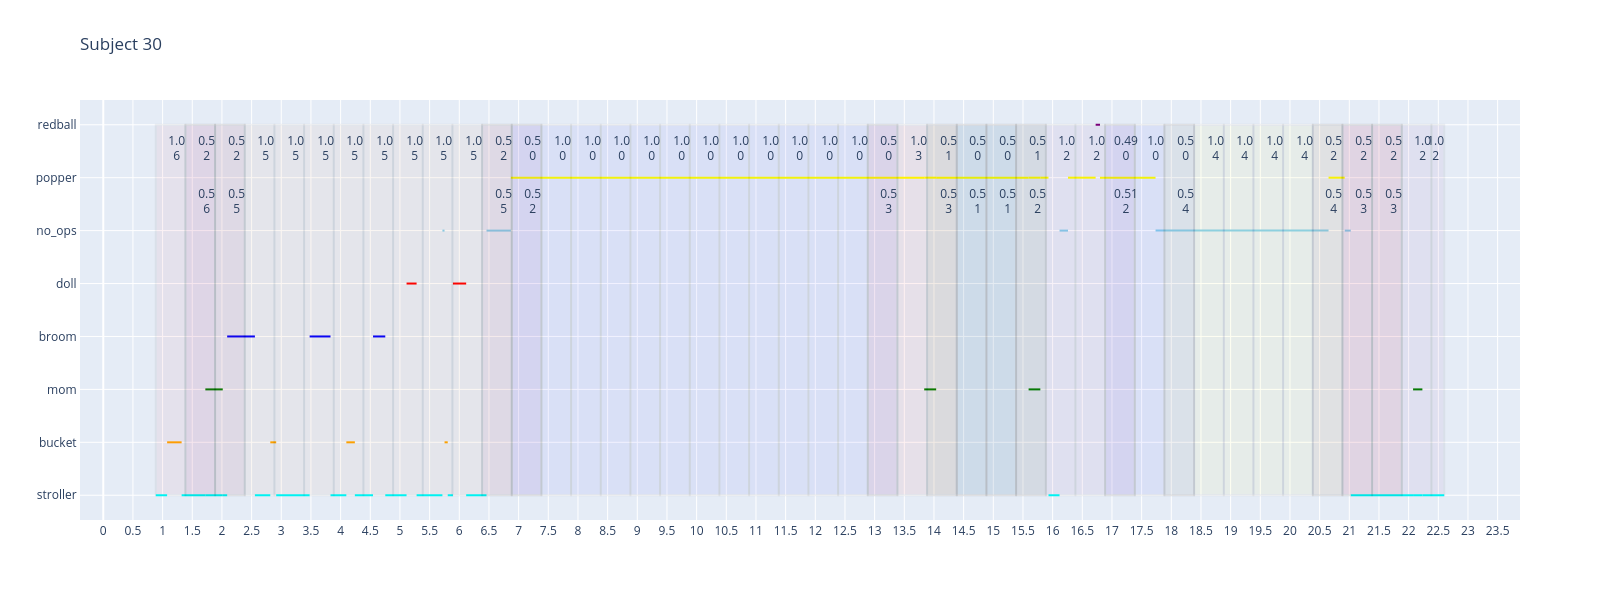 Subject 30
redball
1.0 0.5 0.5 1.0 1.0 1.0 1.0 1.0 1.0 1.0 1.0 0.5 0.5 1.0 1.0 1.0 1.0 1.0 1.0 1.0 1.0 1.0 1.0 1.0 0.5 1.0 0.5 0.5 0.5 0.5 1.0 1.0 0.49 1.0 0.5 1.0 1.0 1.0 1.0 0.5 0.5 0.5 1.0 1.0
6 2 2 5 5 5 5 5 5 5 5 2 0 0 0 0 0 0 0 0 0 0 0 0 0 3 1 0 0 1 2 2 0 0 0 4 4 4 4 2 2 2 2 2
popper
0.5 0.5 0.5 0.5 0.5 0.5 0.5 0.5 0.5 0.51 0.5 0.5 0.5 0.5
6 5 5 2 3 3 1 1 2 2 4 4 3 3
no_ops
doll
broom
mom
bucket
stroller
0 0.5 1 1.5 2 2.5 3 3.5 4 4.5 5 5.5 6 6.5 7 7.5 8 8.5 9 9.5 10 10.5 11 11.5 12 12.5 13 13.5 14 14.5 15 15.5 16 16.5 17 17.5 18 18.5 19 19.5 20 20.5 21 21.5 22 22.5 23 23.5